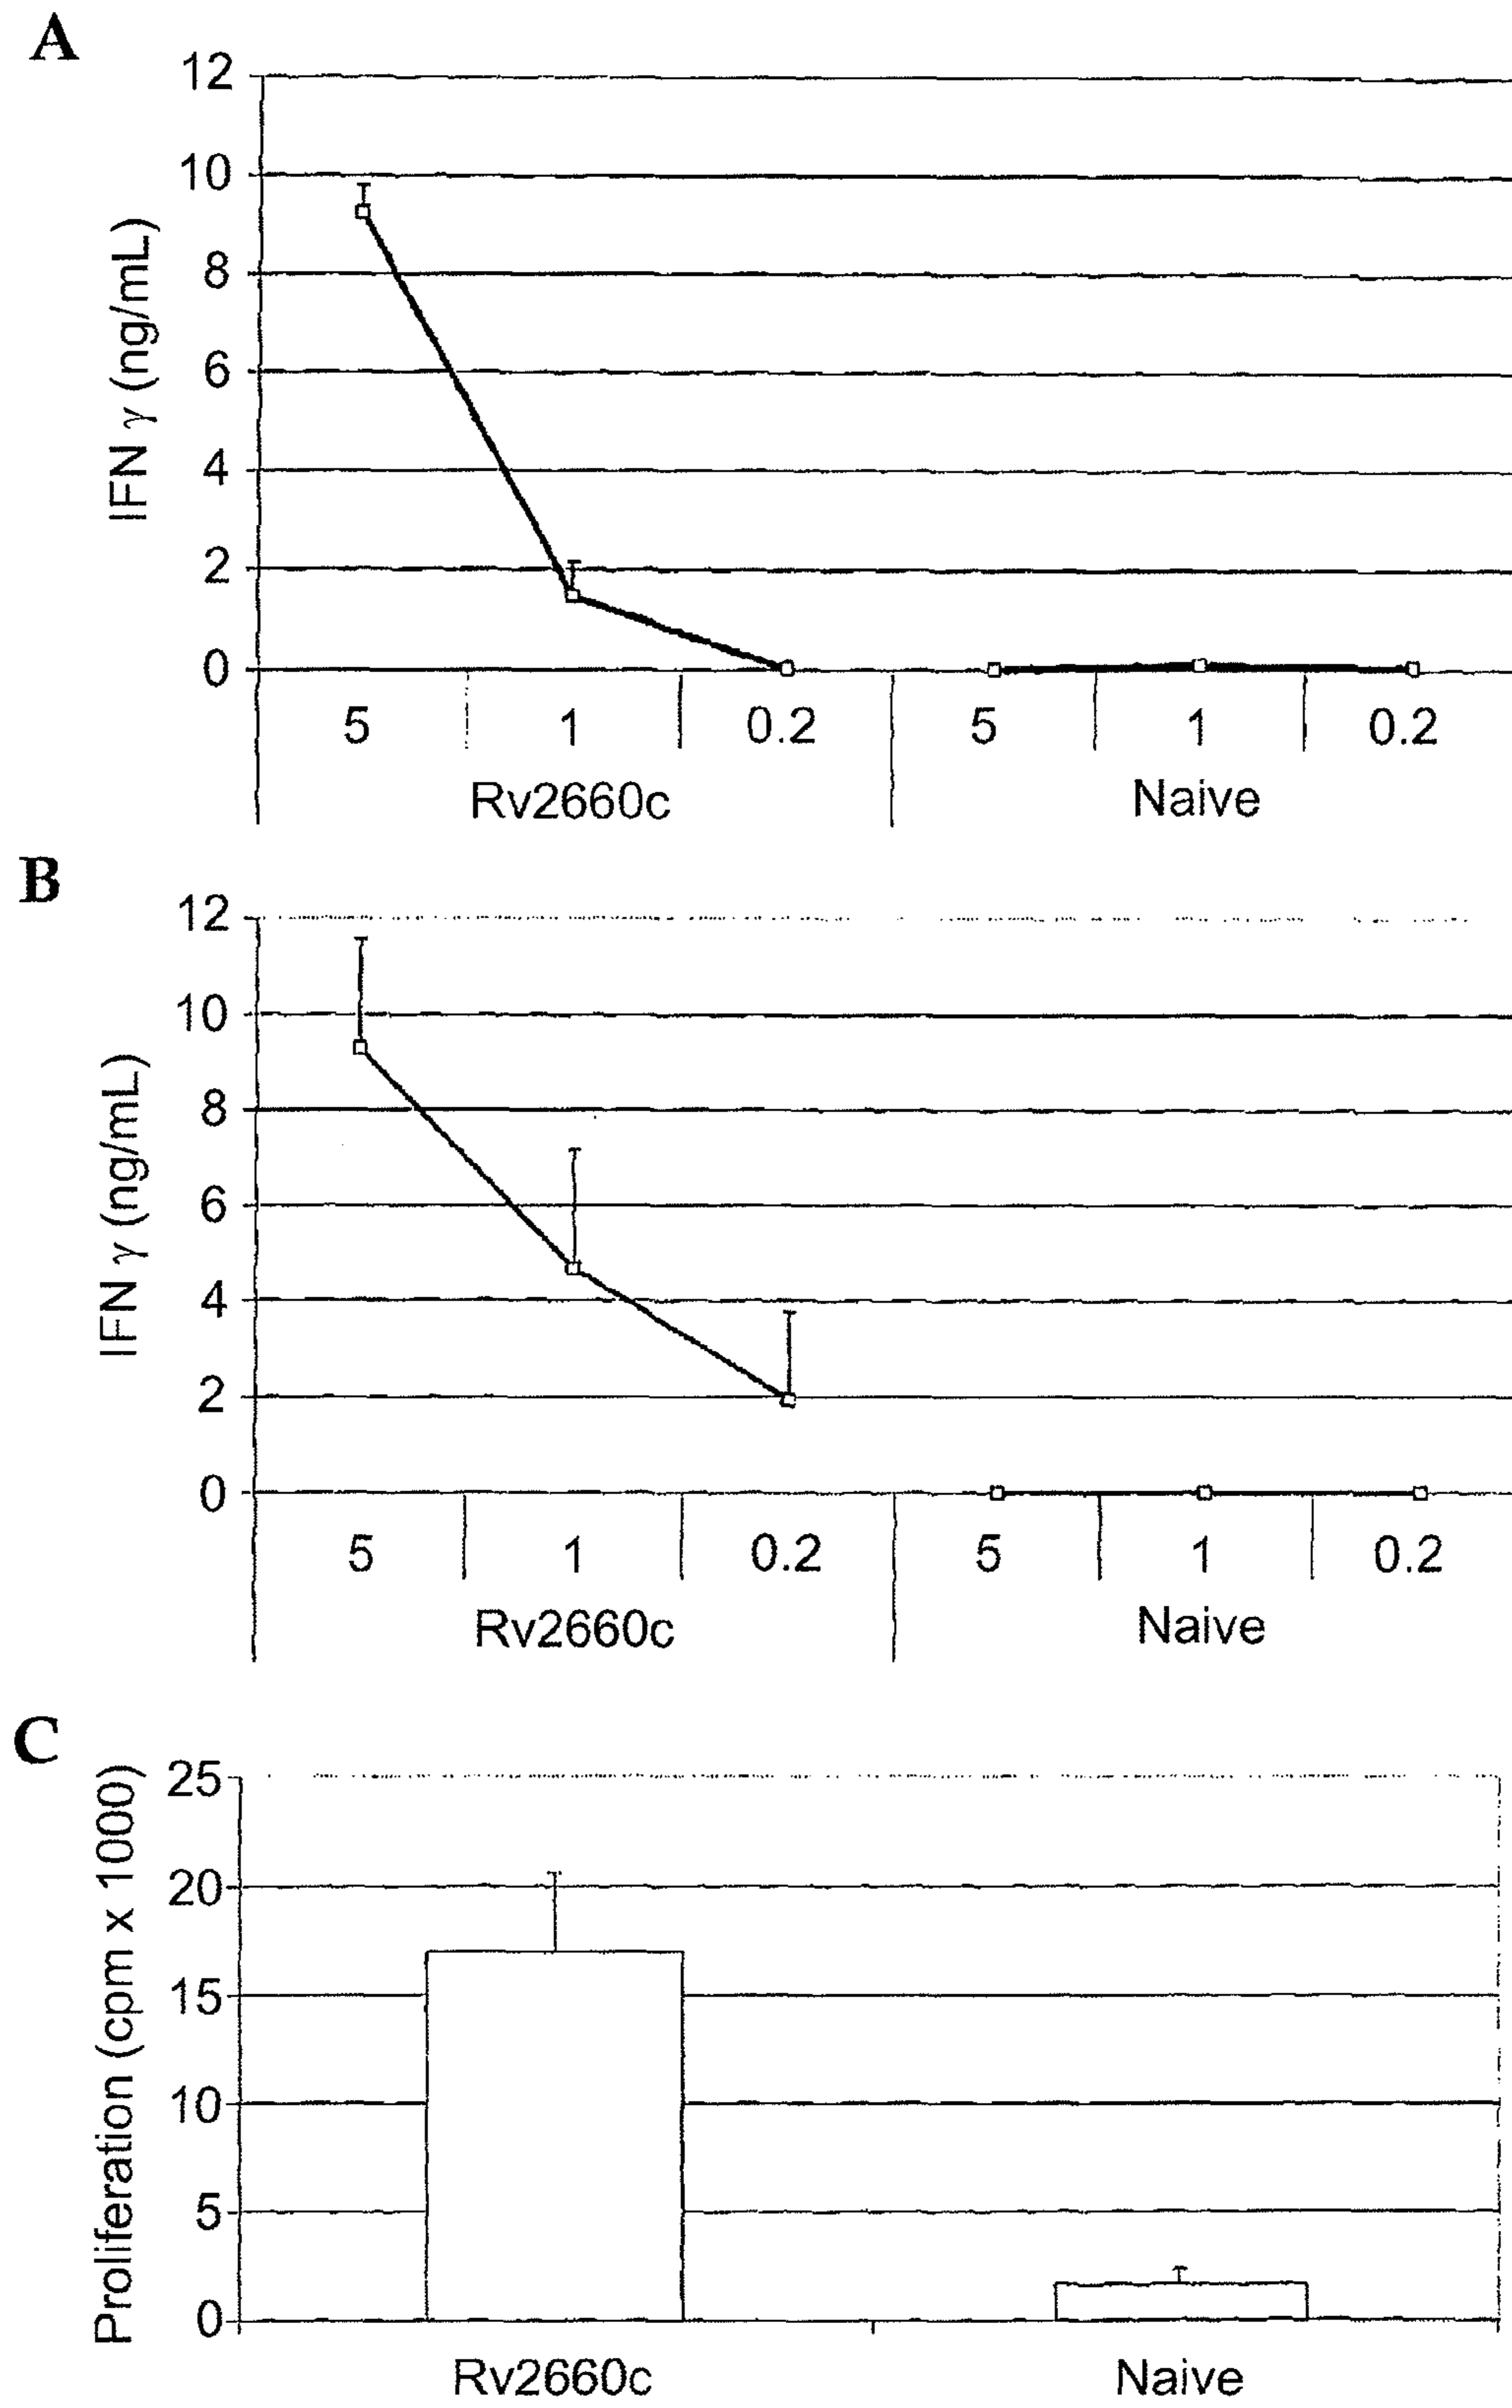 A
12
10
8
6
4
2
0
IFN γ (ng/mL)
5 1 0.2 5 1 0.2
Rv2660c Naive
B
12
10
8
6
4
2
0
IFN γ (ng/mL)
5 1 0.2 5 1 0.2
Rv2660c Naive
C
25
20
15
10
5
0
Proliferation (cpm x 1000)
Rv2660c Naive